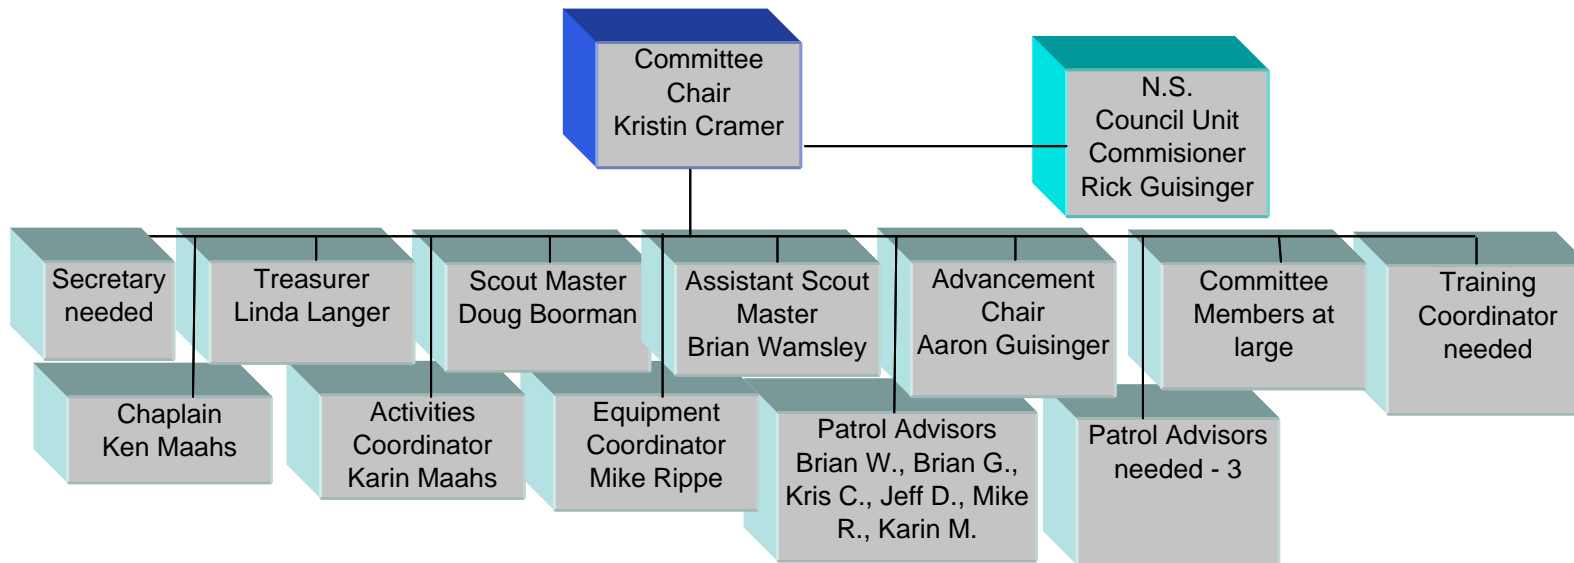 Committee
Chair
Kristin Cramer
N.S.
Council Unit
Commisioner
Rick Guisinger
Secretary
needed
Treasurer
Linda Langer
Scout Master
Doug Boorman
Assistant Scout
Master
Brian Wamsley
Advancement
Chair
Aaron Guisinger
Committee
Members at
large
Training
Coordinator
needed
Chaplain
Ken Maahs
Activities
Coordinator
Karin Maahs
Equipment
Coordinator
Mike Rippe
Patrol Advisors
Brian W., Brian G.,
Kris C., Jeff D., Mike
R., Karin M.
Patrol Advisors
needed - 3